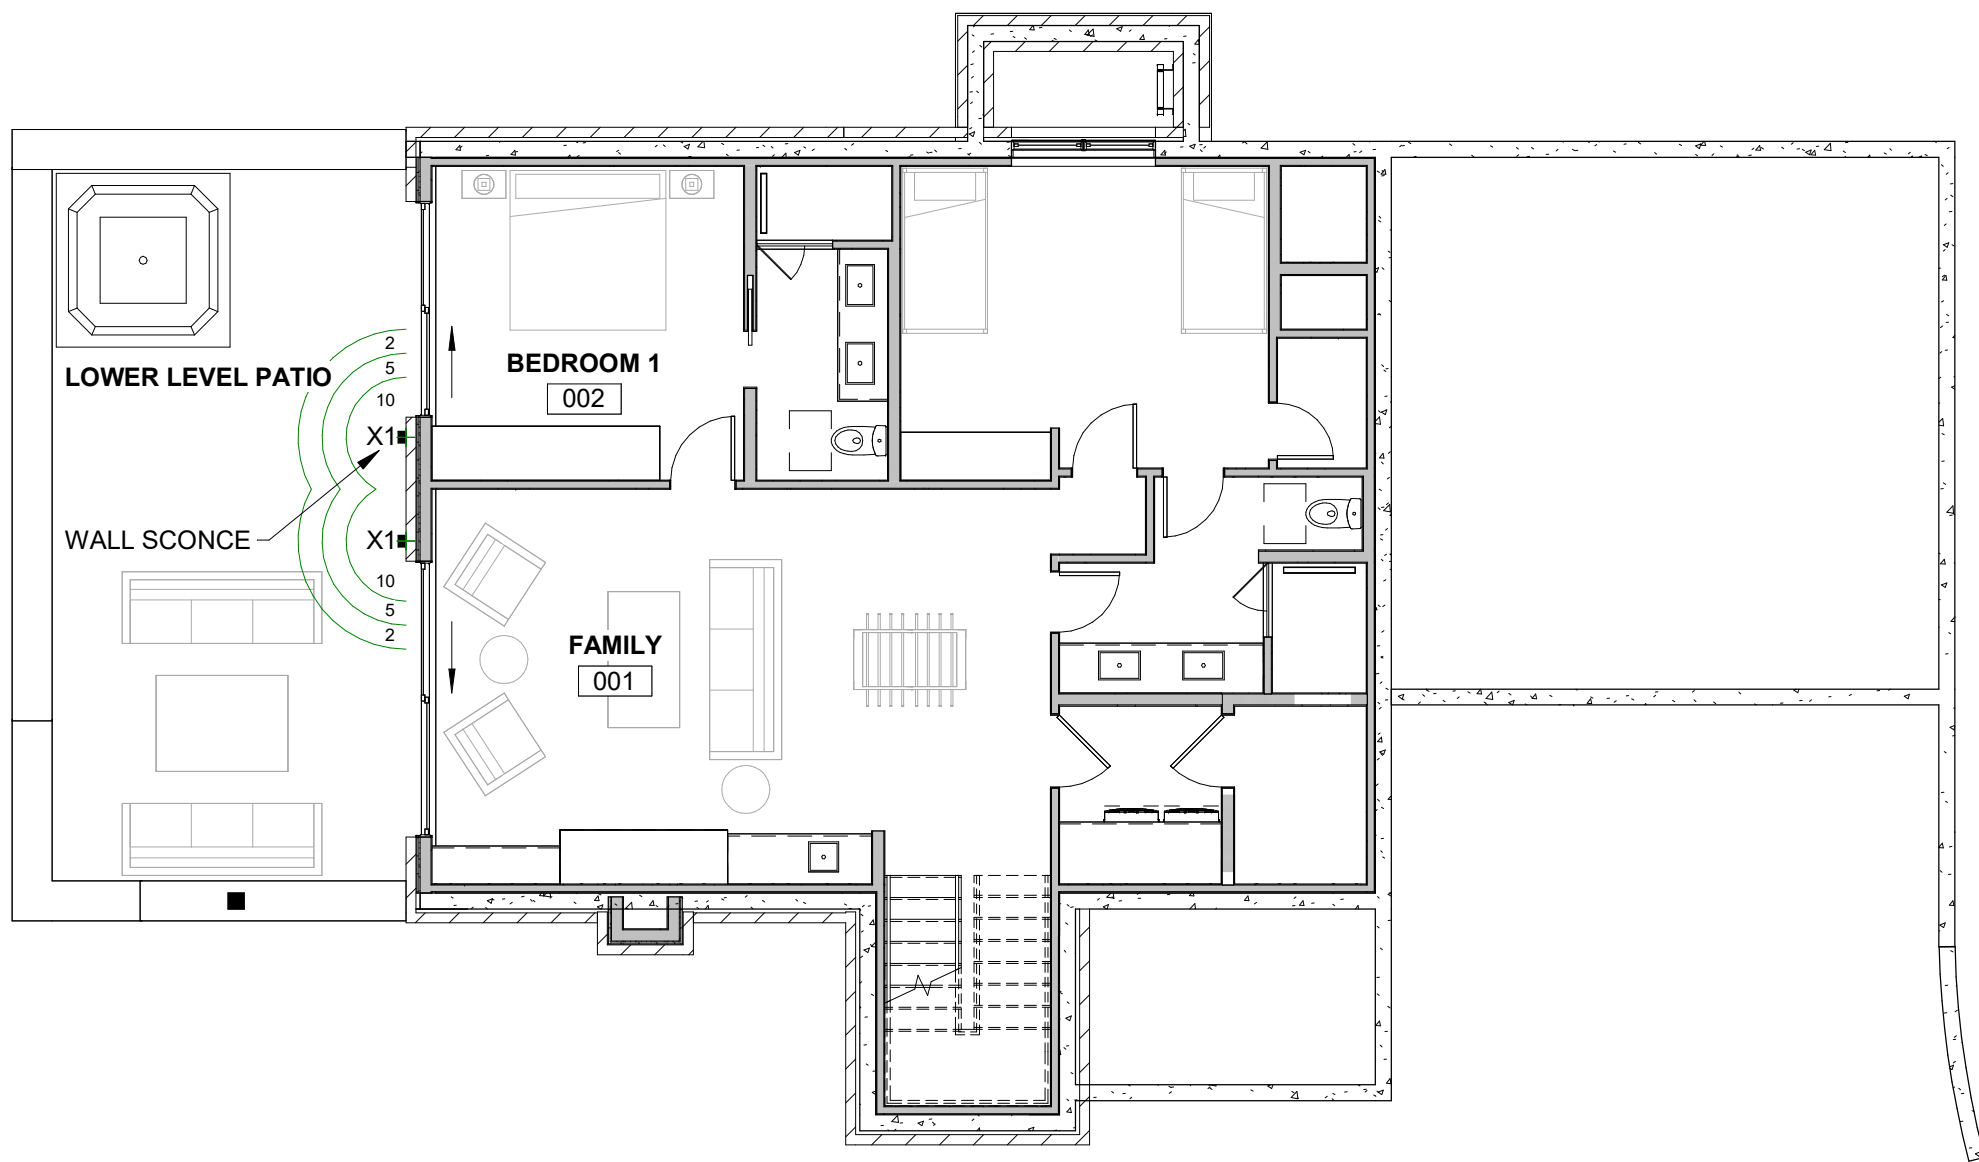 2
5
LOWER LEVEL PATIO
BEDROOM 1
002
10
X1
WALL SCONCE
X1
10
5
2
FAMILY
001